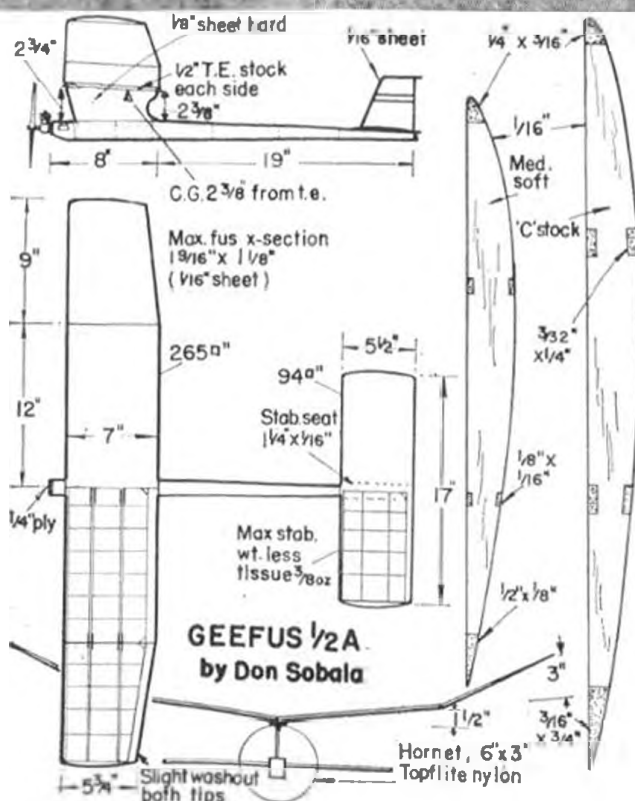 1/8" sheet hard
1/16" sheet
1/4" x 3/16"
2 3/4"
1/2" T.E. stock
each side
2 3/8"
1/16"
8"
19"
Med.
soft
C.G. 2 3/8" from t.e.
'C' stock
Max. fus x-section
1 9/16" x 1 1/8"
(1/16" sheet)
9"
3/32"
x 1/4"
5 1/2"
265□"
94□"
12"
Stab. seat
1 1/4" x 1/16"
7"
1/8" x
1/16"
17"
1/4" ply
Max stab.
wt. less
tissue 3/8 oz
1/2" x 1/8"
GEEFUS 1/2A
by Don Sobala
3"
1 1/2"
3/16"
x 3/4"
Hornet, 6" x 3"
Topflite nylon
5 3/4"
Slight washout
both tips